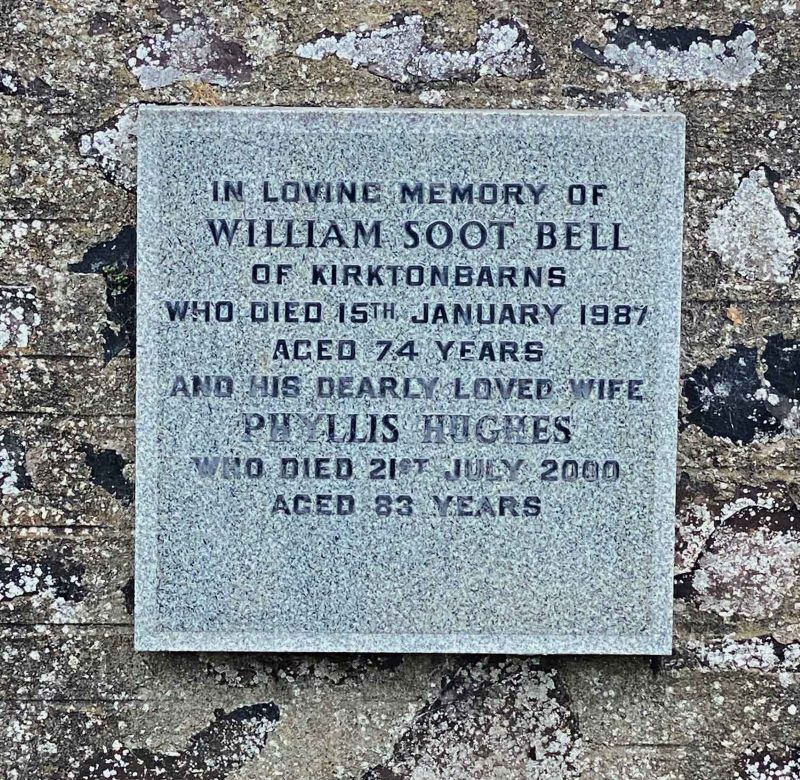 IN LOVING MEMORY OF
WILLIAM SOOT BELL
OF KIRKTONBARNS
WHO DIED 15TH JANUARY 1987
AGED 74 YEARS
AND HIS DEARLY LOVED WIFE
PHYLLIS HUGHES
WHO DIED 21ST JULY 2000
AGED 83 YEARS